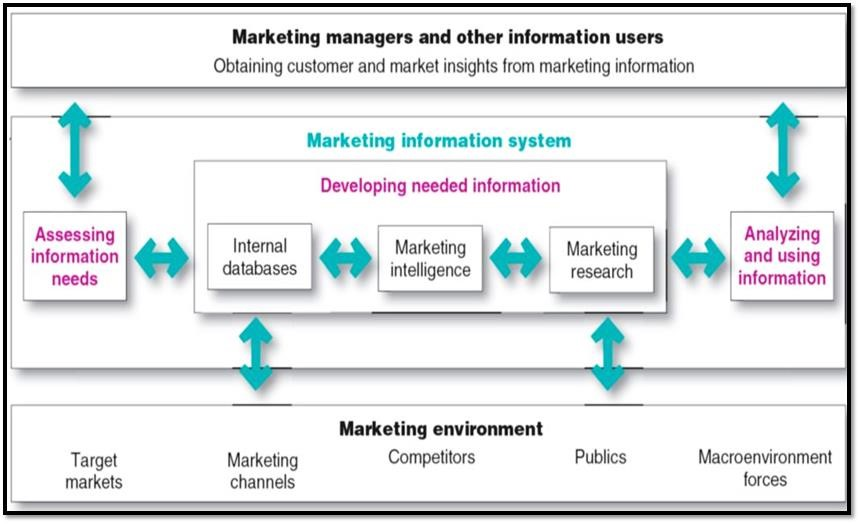 Marketing managers and other information users
Obtaining customer and market insights from marketing information
Marketing information system
Developing needed information
Assessing
information
needs
Internal
databases
Marketing
intelligence
Marketing
research
Analyzing
and using
information
Marketing environment
Target
markets
Marketing
channels
Competitors
Publics
Macroenvironment
forces